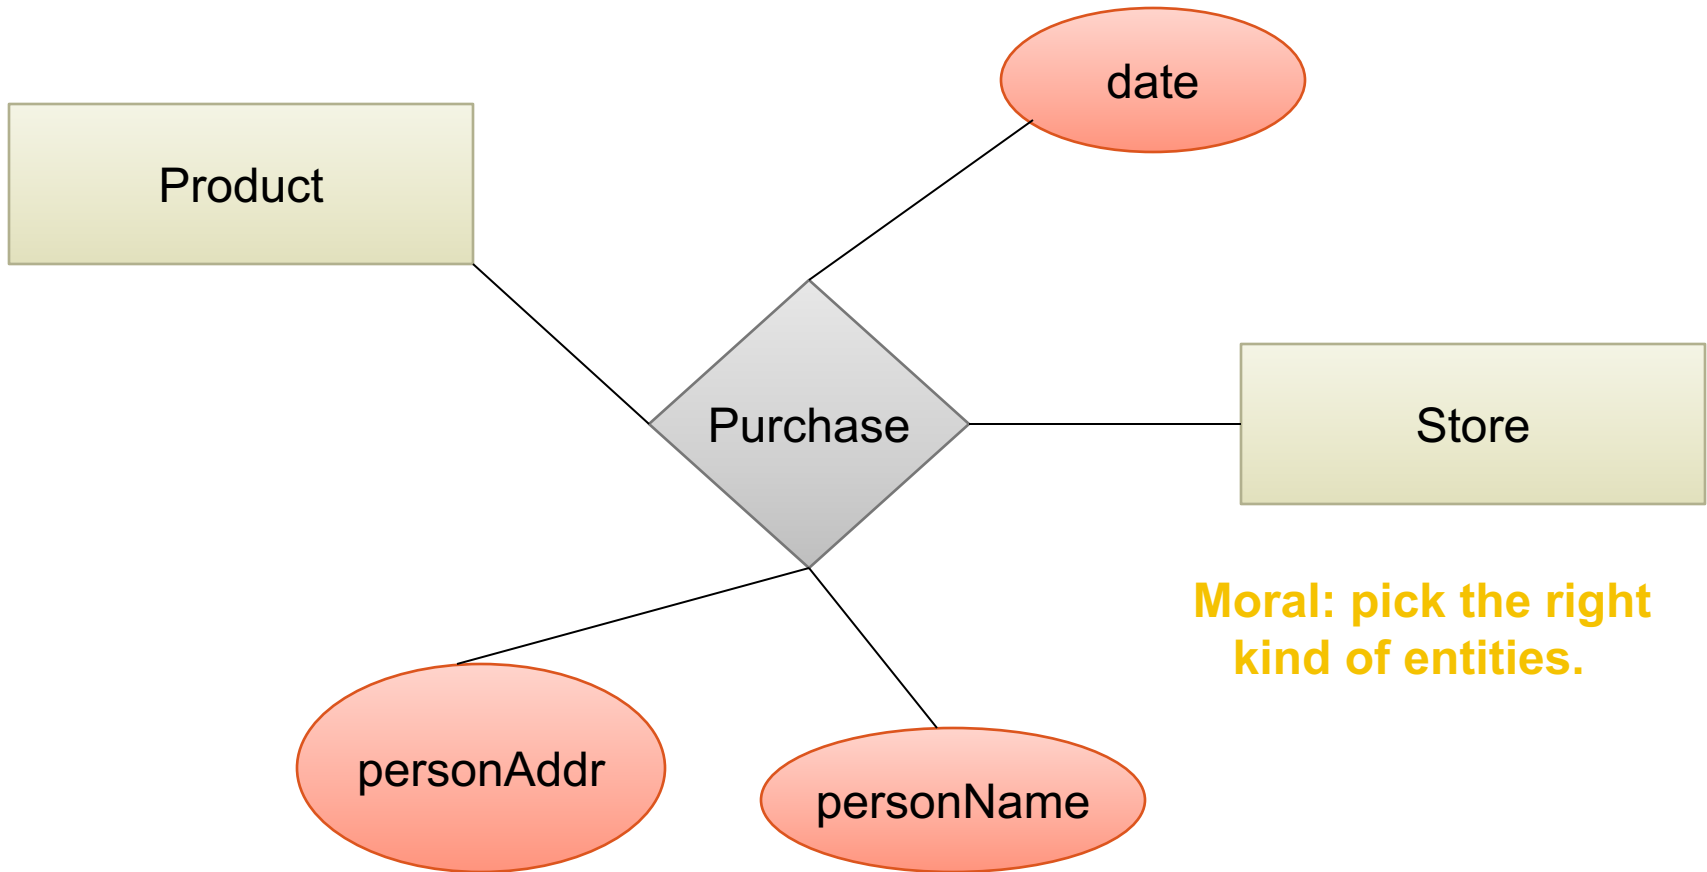 date
Product
Purchase
Store
Moral: pick the right
kind of entities.
personAddr
personName